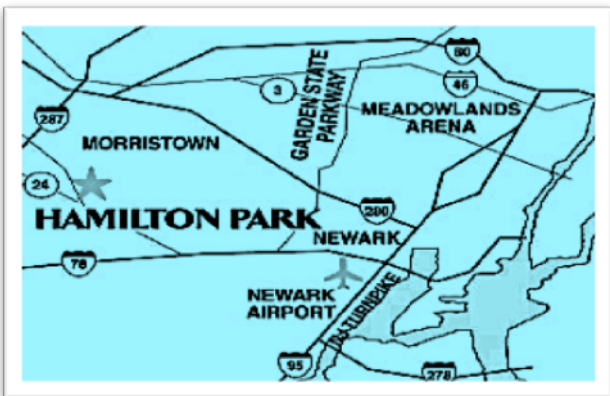 80
46
3
GARDEN STATE
PARKWAY
MEADOWLANDS
ARENA
287
MORRISTOWN
24
280
HAMILTON PARK
NEWARK
78
NEWARK
AIRPORT
NJ TURNPIKE
95
278